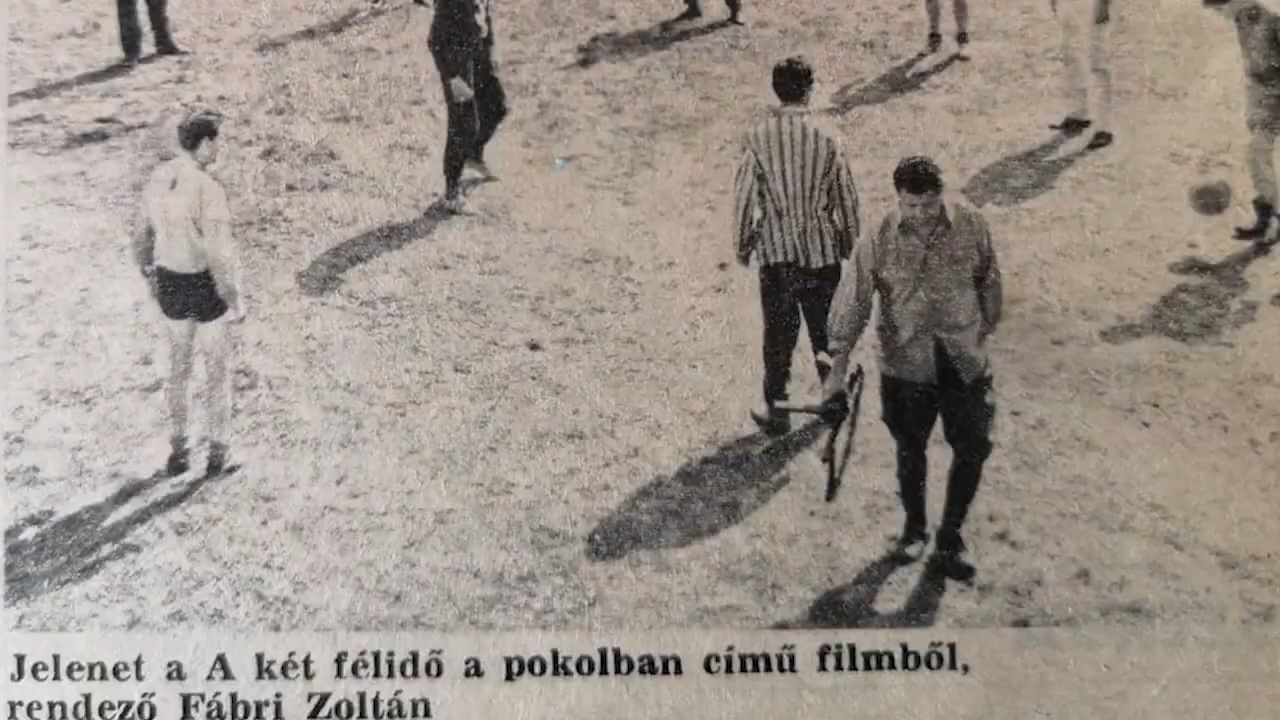 Jelenet a A két félidő a pokolban című filmből,
rendező Fábri Zoltán